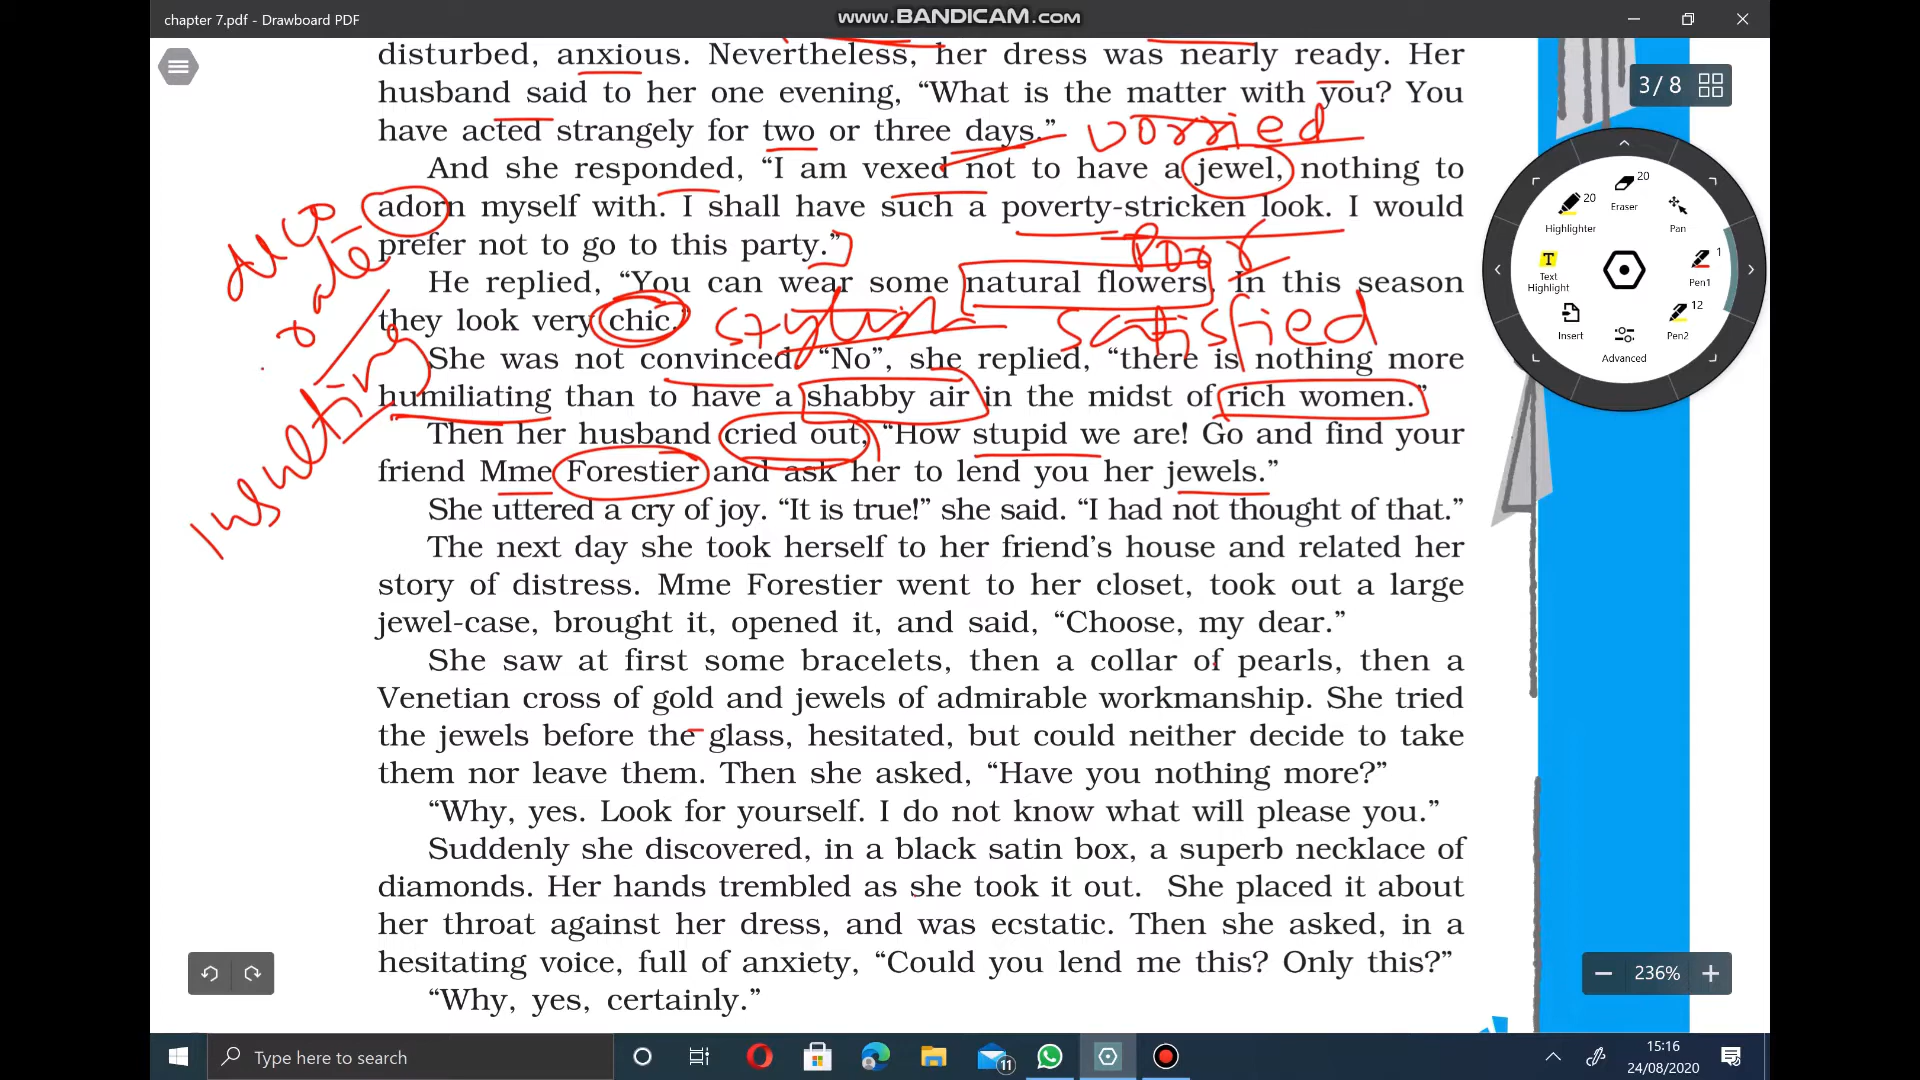 chapter 7.pdf - Drawboard PDF
www.BANDICAM.com
disturbed, anxious. Nevertheless, her dress was nearly ready. Her
husband said to her one evening, “What is the matter with you? You
have acted strangely for two or three days.” worried
And she responded, “I am vexed not to have a jewel, nothing to
adorn myself with. I shall have such a poverty-stricken look. I would
prefer not to go to this party.”
Poor
He replied, “You can wear some natural flowers. In this season
they look very chic.” stylish satisfied
She was not convinced. “No”, she replied, “there is nothing more
humiliating than to have a shabby air in the midst of rich women.”
Then her husband cried out, “How stupid we are! Go and find your
friend Mme Forestier and ask her to lend you her jewels.”
Insulting
She uttered a cry of joy. “It is true!” she said. “I had not thought of that.”
The next day she took herself to her friend’s house and related her
story of distress. Mme Forestier went to her closet, took out a large
jewel-case, brought it, opened it, and said, “Choose, my dear.”
She saw at first some bracelets, then a collar of pearls, then a
Venetian cross of gold and jewels of admirable workmanship. She tried
the jewels before the glass, hesitated, but could neither decide to take
them nor leave them. Then she asked, “Have you nothing more?”
“Why, yes. Look for yourself. I do not know what will please you.”
Suddenly she discovered, in a black satin box, a superb necklace of
diamonds. Her hands trembled as she took it out. She placed it about
her throat against her dress, and was ecstatic. Then she asked, in a
hesitating voice, full of anxiety, “Could you lend me this? Only this?”
“Why, yes, certainly.”
3 / 8
20
Eraser
20
Highlighter
Pan
T
Text
Highlight
1
Pen1
Insert
12
Pen2
Advanced
236%
Type here to search
11
15:16
24/08/2020